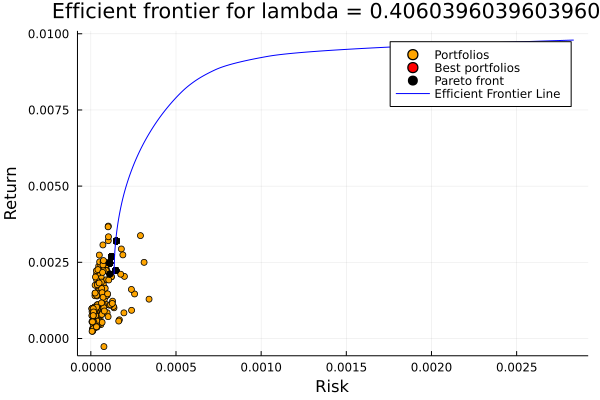 Efficient frontier for lambda = 0.4060396039603960
0.0100
0.0075
0.0050
0.0025
0.0000
Return
Portfolios
Best portfolios
Pareto front
Efficient Frontier Line
0.0000 0.0005 0.0010 0.0015 0.0020 0.0025
Risk